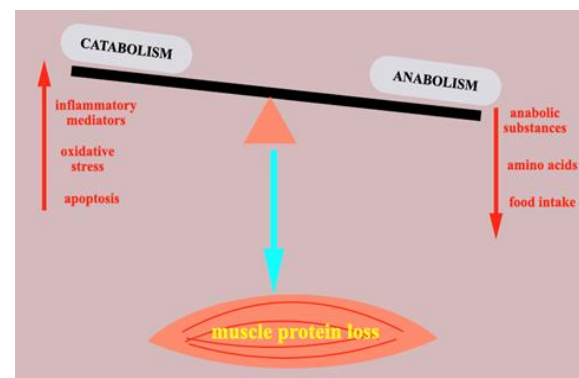 CATABOLISM
ANABOLISM
inflammatory
mediators
oxidative
stress
apoptosis
anabolic
substances
amino acids
food intake
muscle protein loss